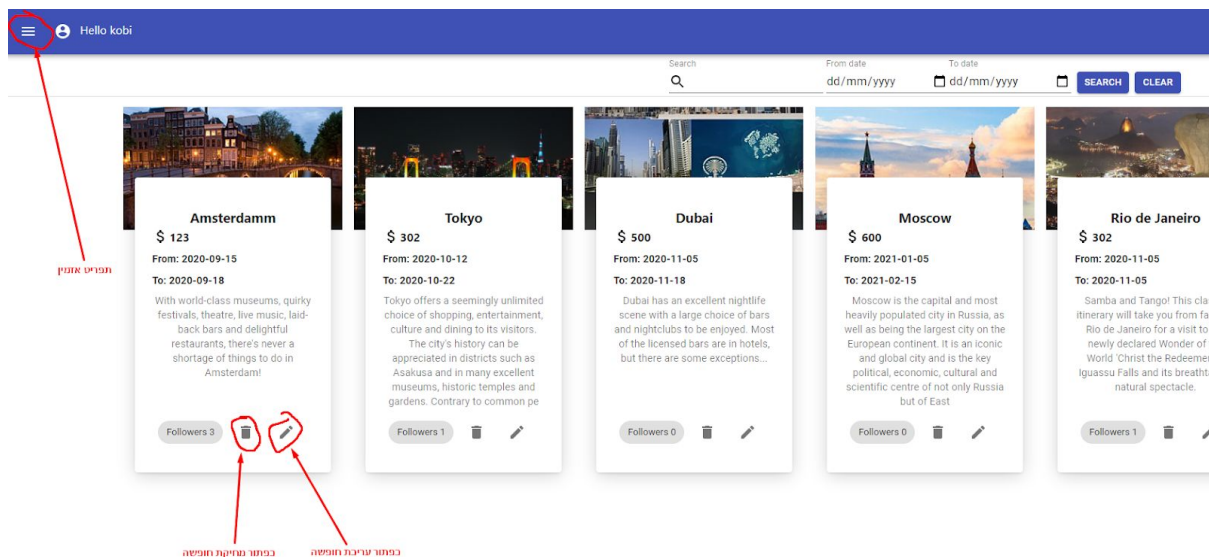 Hello kobi
Search
From date
To date
dd/mm/yyyy
dd/mm/yyyy
SEARCH
CLEAR
Amsterdamm
$ 123
From: 2020-09-15
To: 2020-09-18
With world-class museums, quirky
festivals, theatre, live music, laid-
back bars and delightful
restaurants, there's never a
shortage of things to do in
Amsterdam!
Followers 3
Tokyo
$ 302
From: 2020-10-12
To: 2020-10-22
Tokyo offers a seemingly unlimited
choice of shopping, entertainment,
culture and dining to its visitors.
The city's history can be
appreciated in districts such as
Asakusa and in many excellent
museums, historic temples and
gardens. Contrary to common pe
Followers 1
Dubai
$ 500
From: 2020-11-05
To: 2020-11-18
Dubai has an excellent nightlife
scene with a large choice of bars
and nightclubs to be enjoyed. Most
of the licensed bars are in hotels,
but there are some exceptions...
Followers 0
Moscow
$ 600
From: 2021-01-05
To: 2021-02-15
Moscow is the capital and most
heavily populated city in Russia, as
well as being the largest city on the
European continent. It is an iconic
and global city and is the key
political, economic, cultural and
scientific centre of not only Russia
but of East
Followers 0
Rio de Janeiro
$ 302
From: 2020-11-05
To: 2020-11-05
Samba and Tango! This cla
itinerary will take you from fa
Rio de Janeiro for a visit to
newly declared Wonder of
World 'Christ the Redeeme
Iguassu Falls and its breatht
natural spectacle.
Followers 1
תפריט אדמין
כפתור מחיקת חופשה
כפתור עריכת חופשה